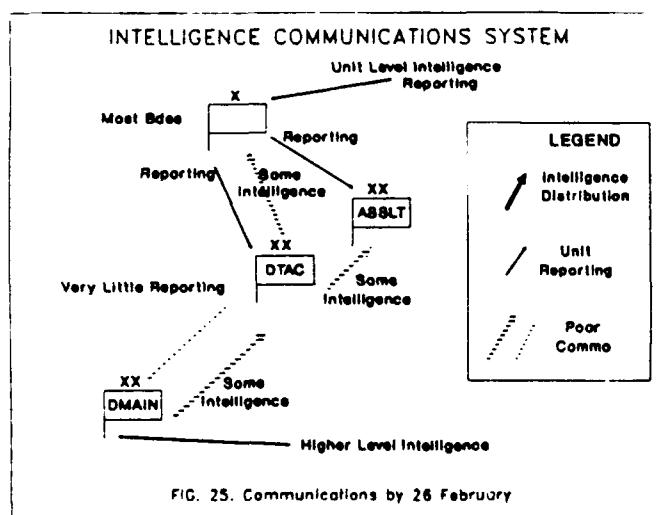 INTELLIGENCE COMMUNICATIONS SYSTEM
Unit Level Intelligence
Reporting
X
Most Bdes
Reporting
Reporting
Some
Intelligence
XX
ASSLT
XX
DTAC
Some
Intelligence
Very Little Reporting
XX
DMAIN
Some
Intelligence
Higher Level Intelligence
LEGEND
Intelligence
Distribution
Unit
Reporting
Poor
Commo
FIG. 25. Communications by 26 February